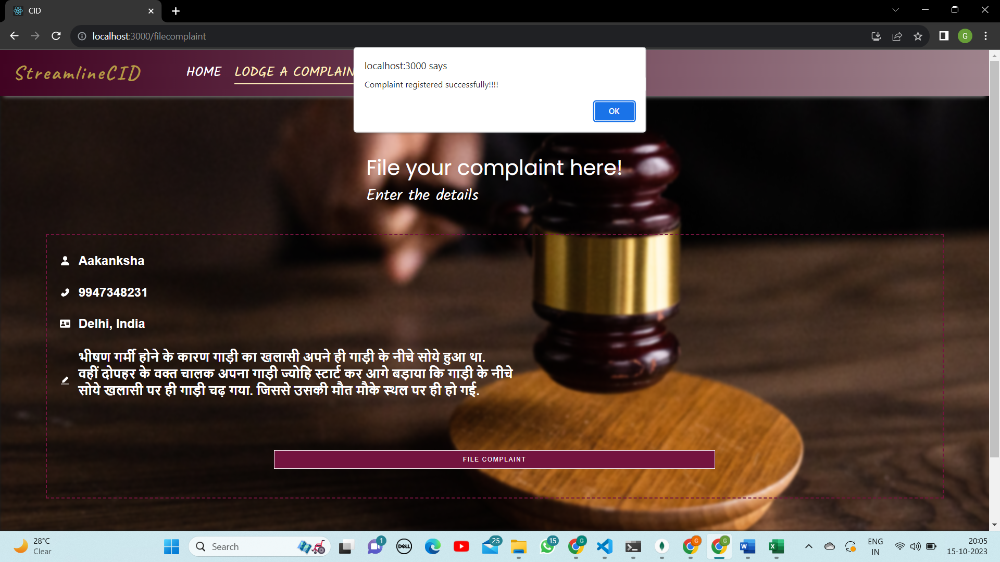 CID
localhost:3000/filecomplaint
G
StreamlineCID
HOME
LODGE A COMPLAIN
localhost:3000 says
Complaint registered successfully!!!!
OK
File your complaint here!
Enter the details
Aakanksha
9947348231
Delhi, India
भीषण गर्मी होने के कारण गाड़ी का खलासी अपने ही गाड़ी के नीचे सोये हुआ था.
वहीं दोपहर के वक्त चालक अपना गाड़ी ज्योहि स्टार्ट कर आगे बड़ाया कि गाड़ी के नीचे
सोये खलासी पर ही गाड़ी चढ़ गया. जिससे उसकी मौत मौके स्थल पर ही हो गई.
FILE COMPLAINT
28°C
Clear
Search
1
DELL
25
15
G
G
G
W
X
ENG
IN
20:05
15-10-2023